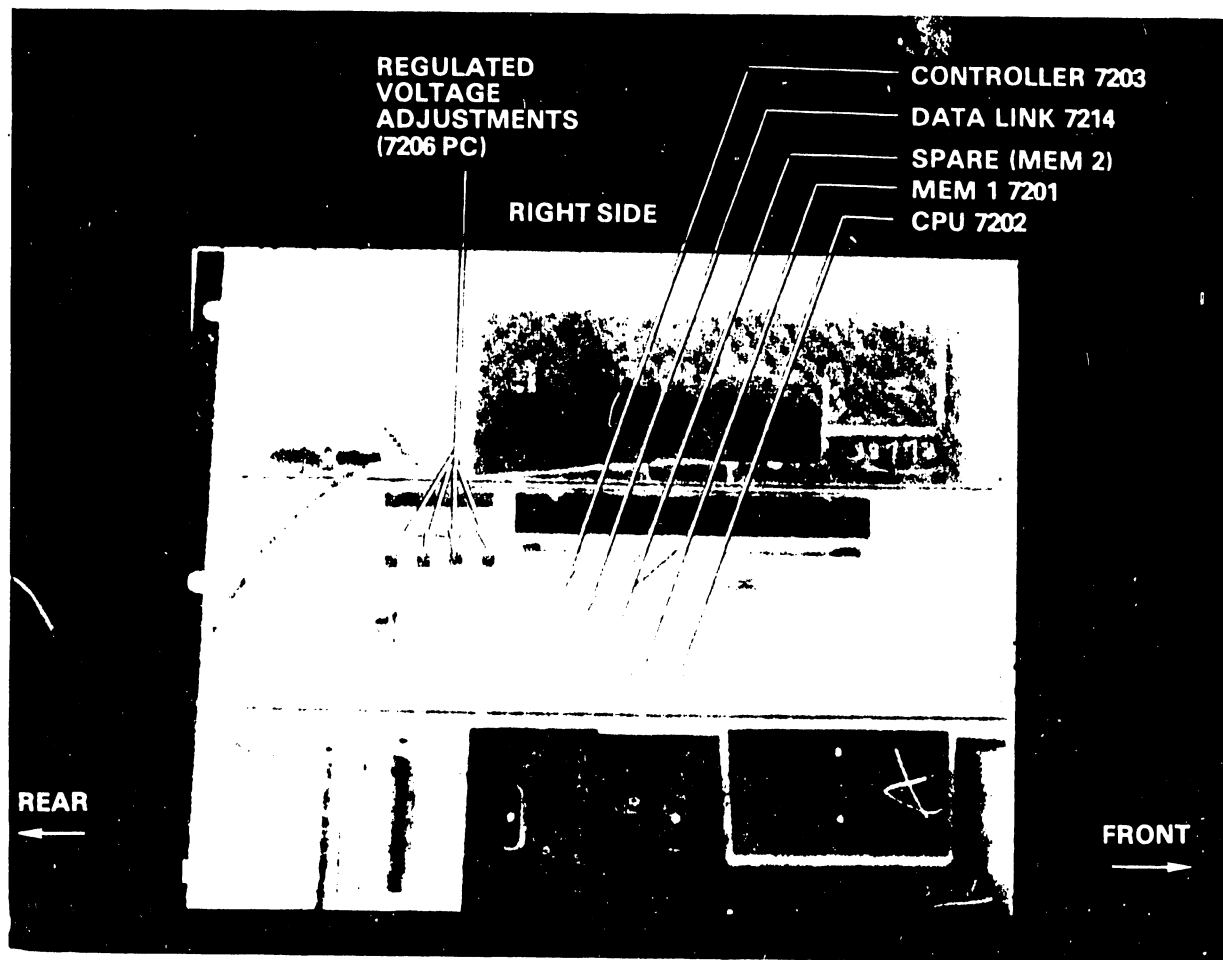 REGULATED
VOLTAGE
ADJUSTMENTS
(7206 PC)
RIGHT SIDE
CONTROLLER 7203
DATA LINK 7214
SPARE (MEM 2)
MEM 1 7201
CPU 7202
REAR
FRONT